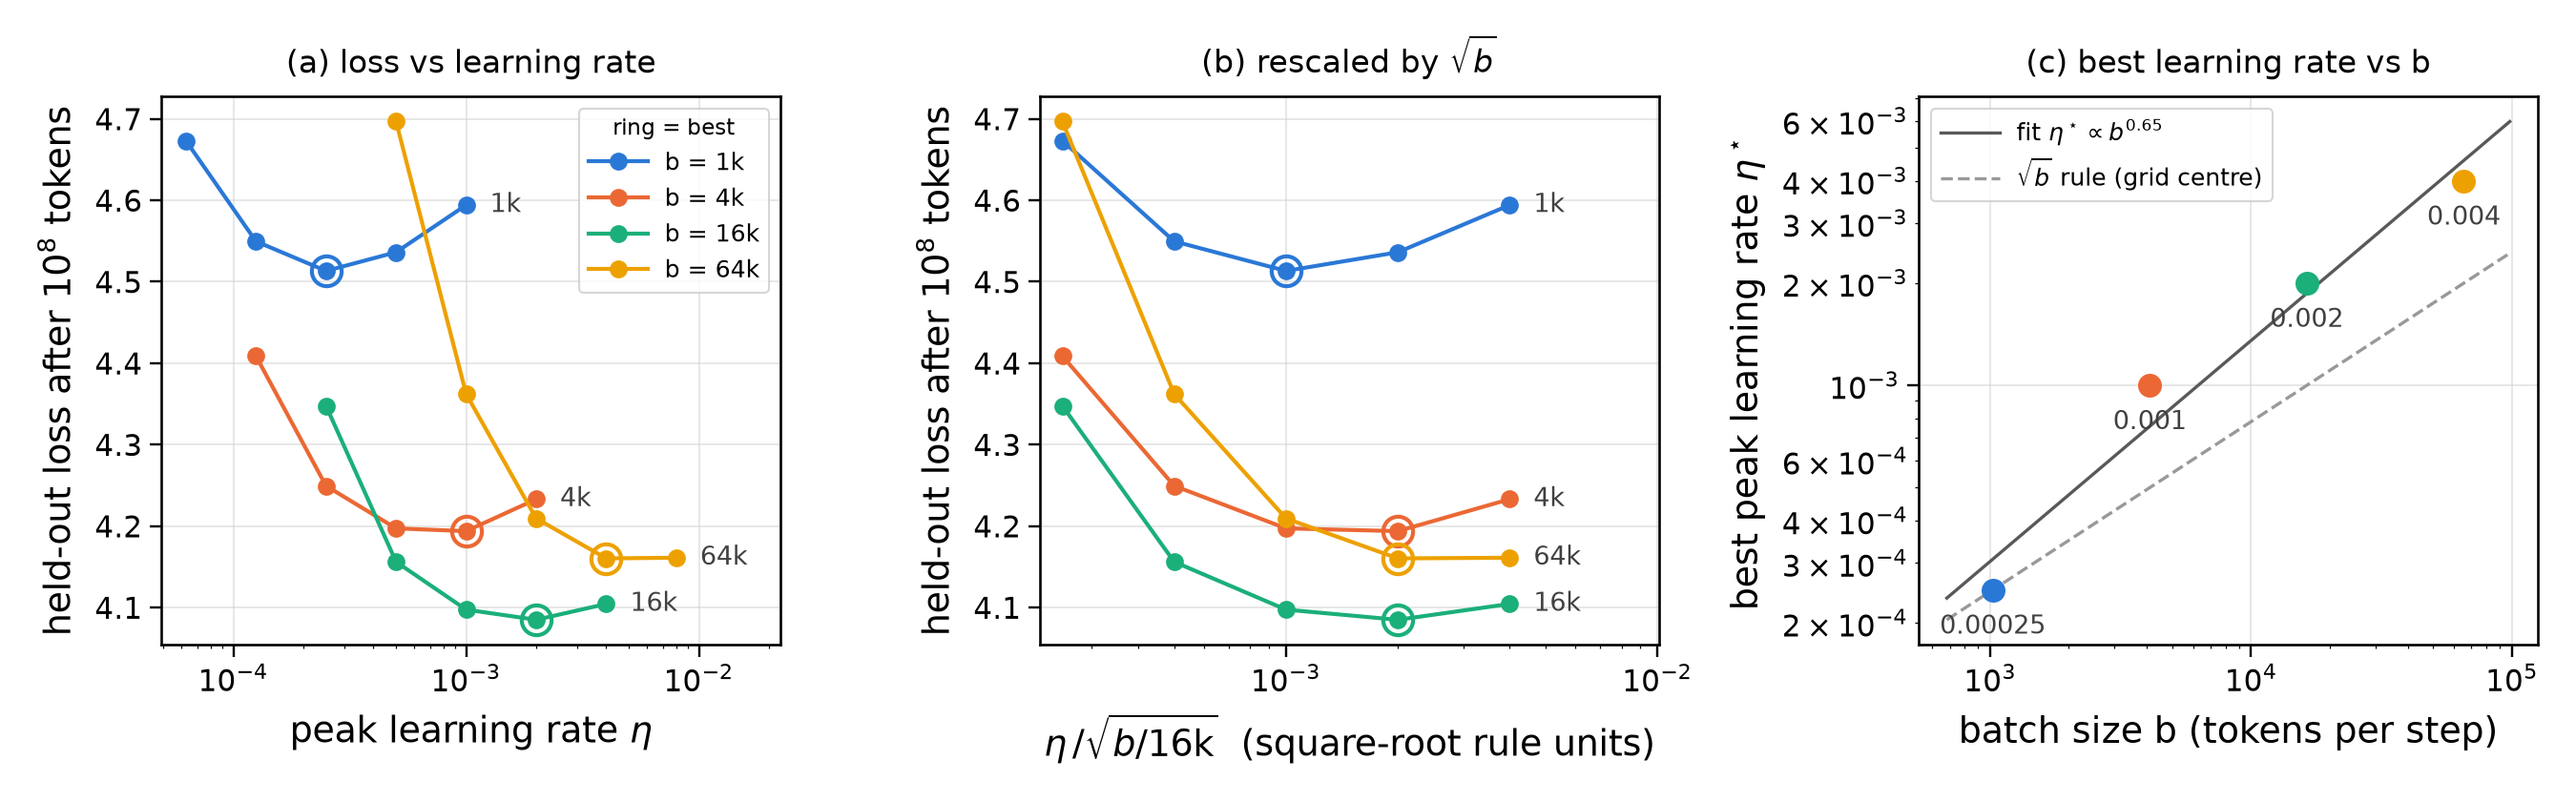 (a) loss vs learning rate
held-out loss after 10⁸ tokens
4.7
4.6
4.5
4.4
4.3
4.2
4.1
ring = best
b = 1k
b = 4k
b = 16k
b = 64k
1k
4k
64k
16k
10⁻⁴
10⁻³
10⁻²
peak learning rate η
(b) rescaled by √b
held-out loss after 10⁸ tokens
4.7
4.6
4.5
4.4
4.3
4.2
4.1
1k
4k
64k
16k
10⁻³
10⁻²
η/√(b/16k) (square-root rule units)
(c) best learning rate vs b
best peak learning rate η⋆
6 × 10⁻³
4 × 10⁻³
3 × 10⁻³
2 × 10⁻³
10⁻³
6 × 10⁻⁴
4 × 10⁻⁴
3 × 10⁻⁴
2 × 10⁻⁴
fit η⋆ ∝ b⁰·⁶⁵
√b rule (grid centre)
0.004
0.002
0.001
0.00025
10³
10⁴
10⁵
batch size b (tokens per step)